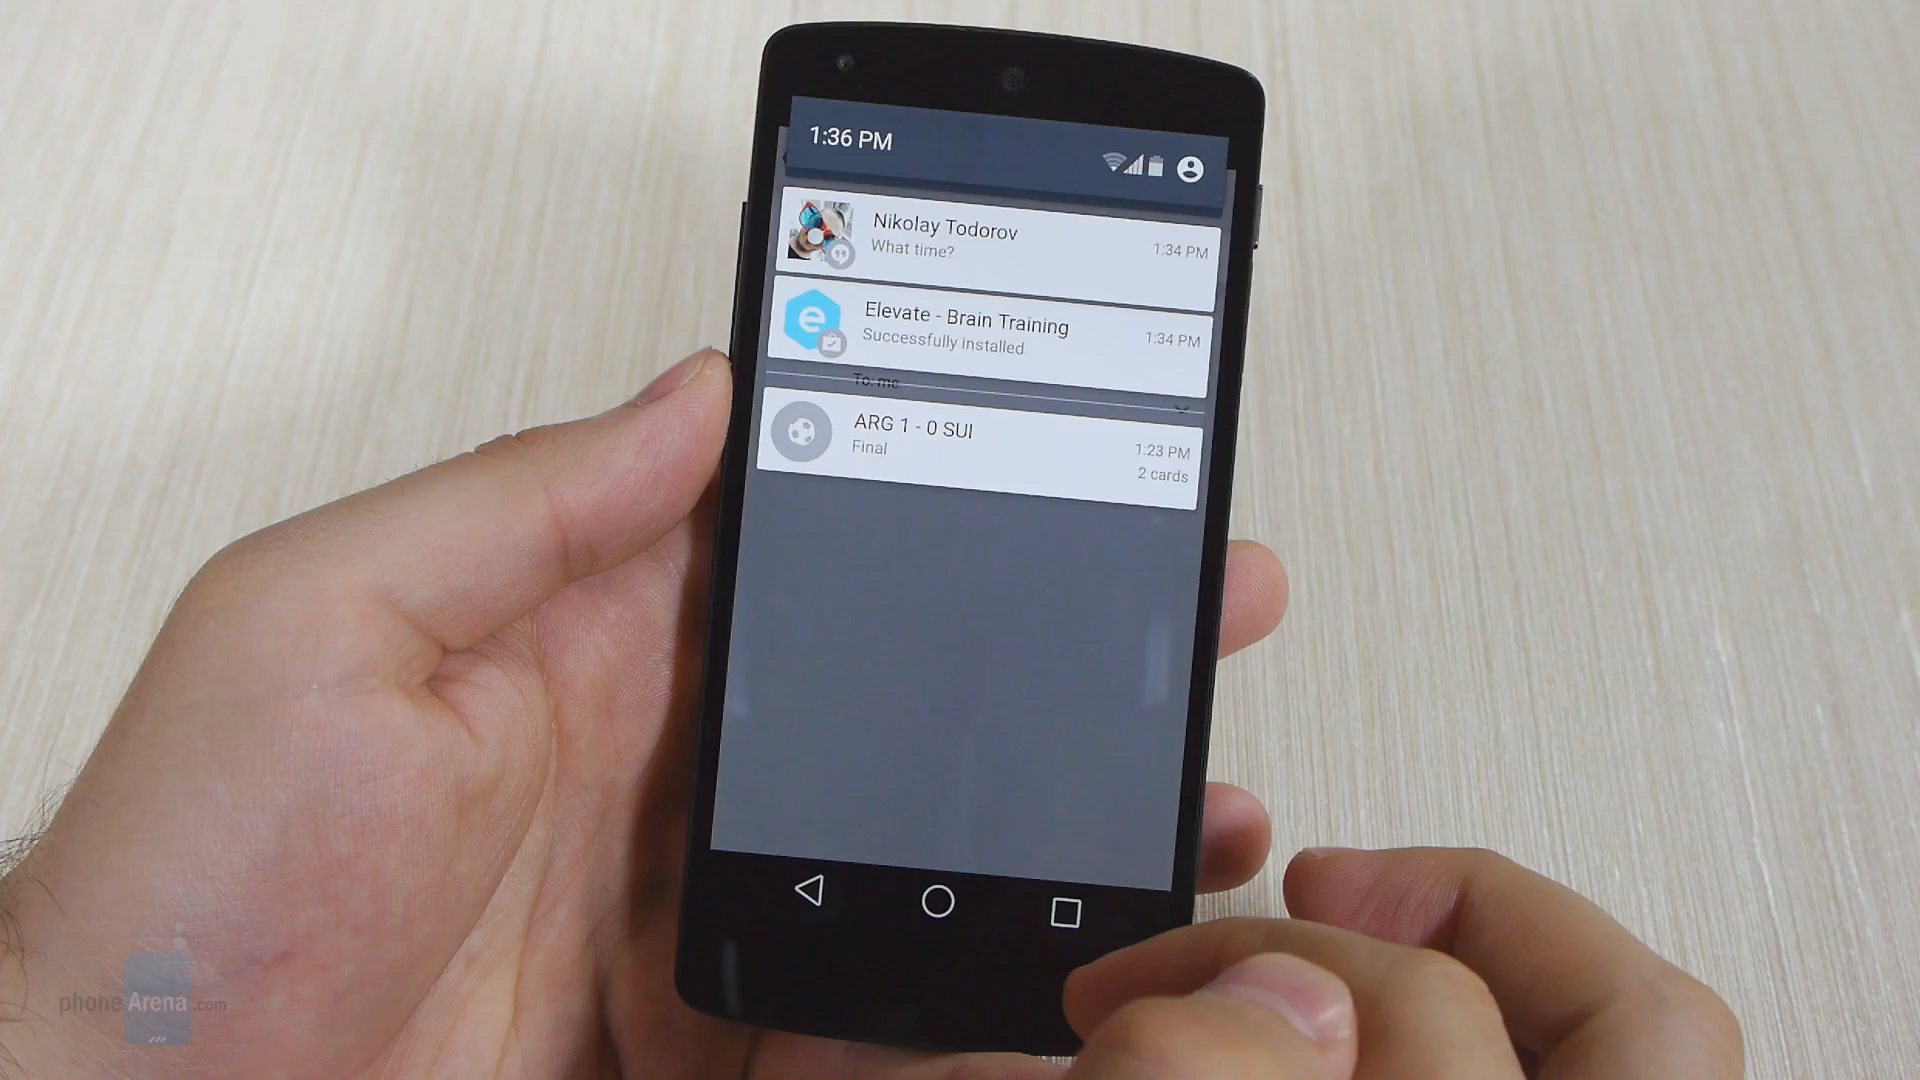 1:36 PM
Nikolay Todorov
What time?
1:34 PM
Elevate - Brain Training
Successfully installed.
1:34 PM
To: me
ARG 1 - 0 SUI
Final
1:23 PM
2 cards
phoneArena.com